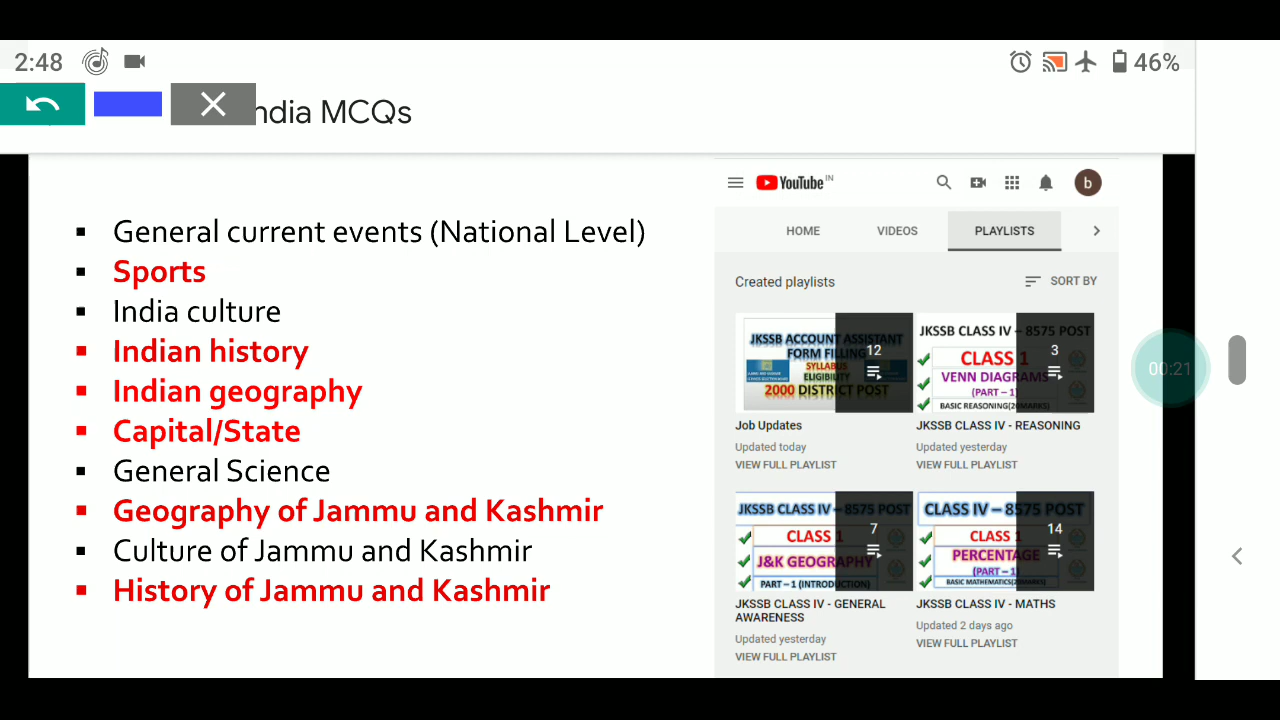 2:48
46%
ndia MCQs
▪ General current events (National Level)
▪ Sports
▪ India culture
▪ Indian history
▪ Indian geography
▪ Capital/State
▪ General Science
▪ Geography of Jammu and Kashmir
▪ Culture of Jammu and Kashmir
▪ History of Jammu and Kashmir
YouTube IN
b
HOME VIDEOS PLAYLISTS
Created playlists
SORT BY
JKSSB ACCOUNT ASSISTANT
FORM FILLING
SYLLABUS
ELIGIBILITY
2000 DISTRICT POST
12
Job Updates
Updated today
VIEW FULL PLAYLIST
JKSSB CLASS IV – 8575 POST
CLASS 1
VENN DIAGRAMS
(PART – 1)
BASIC REASONING(20MARKS)
3
JKSSB CLASS IV - REASONING
Updated yesterday
VIEW FULL PLAYLIST
00:21
JKSSB CLASS IV – 8575 POST
CLASS 1
J&K GEOGRAPHY
PART – 1 (INTRODUCTION)
7
JKSSB CLASS IV - GENERAL
AWARENESS
Updated yesterday
VIEW FULL PLAYLIST
CLASS IV – 8575 POST
CLASS 1
PERCENTAGE
(PART – 1)
BASIC MATHEMATICS(20MARKS)
14
JKSSB CLASS IV - MATHS
Updated 2 days ago
VIEW FULL PLAYLIST